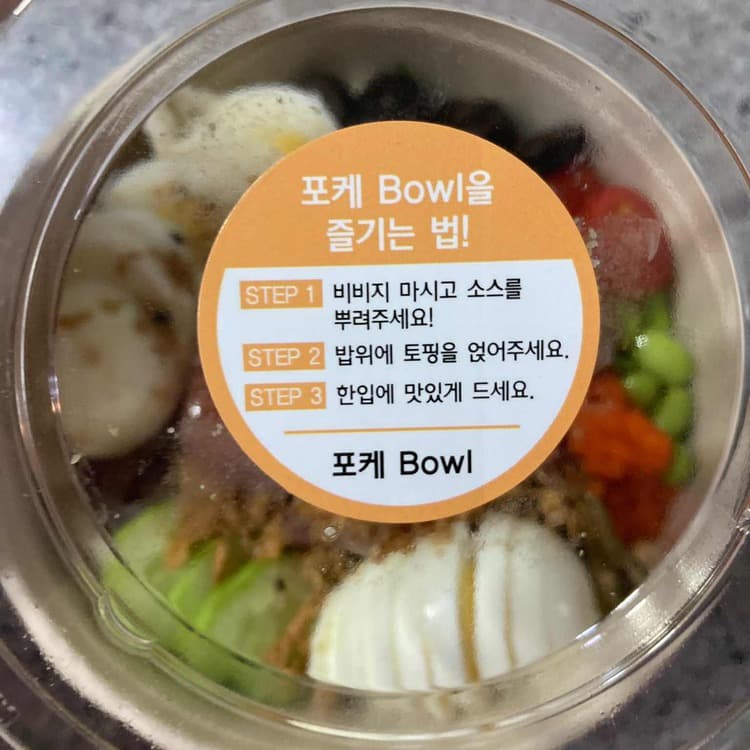 포케 Bowl을
즐기는 법!
STEP 1 비비지 마시고 소스를
뿌려주세요!
STEP 2 밥위에 토핑을 얹어주세요.
STEP 3 한입에 맛있게 드세요.
포케 Bowl